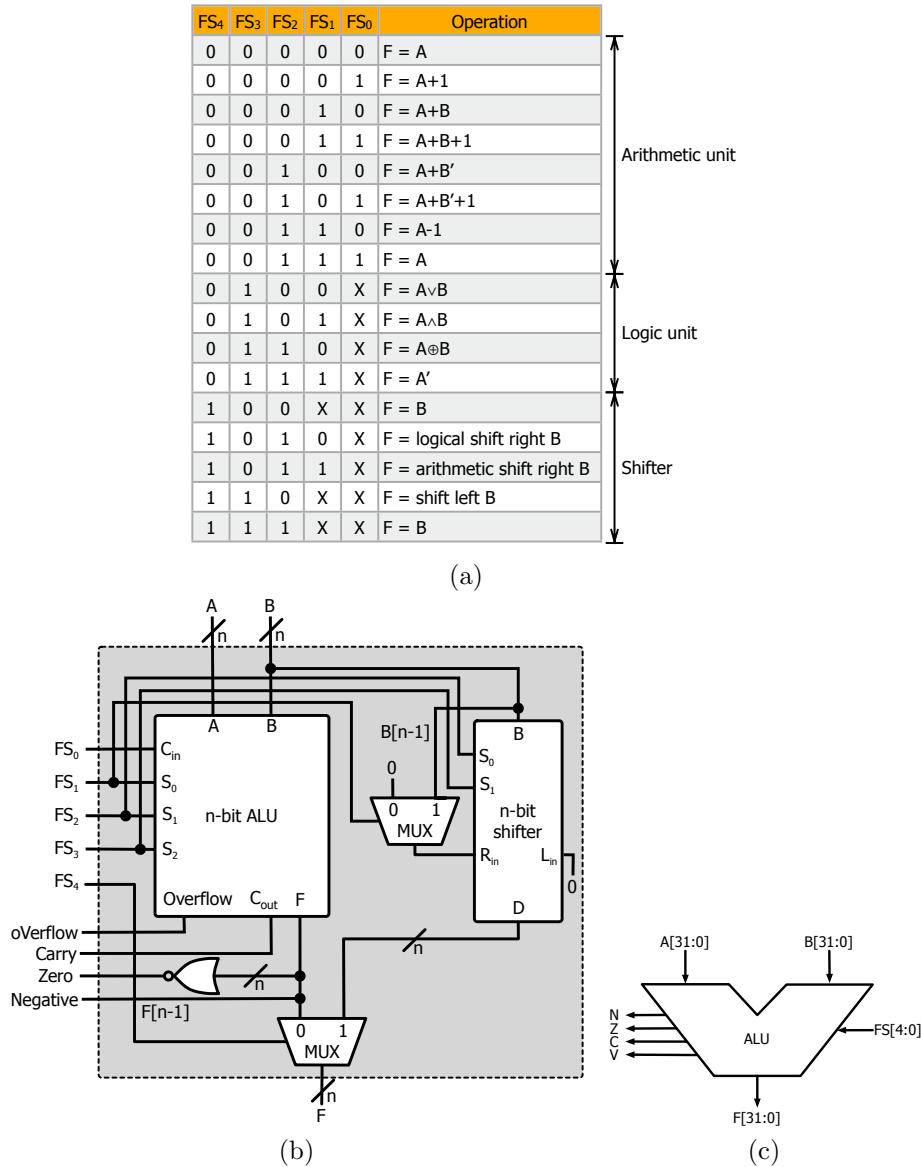 FS₄ FS₃ FS₂ FS₁ FS₀ Operation
0 0 0 0 0 F = A
0 0 0 0 1 F = A+1
0 0 0 1 0 F = A+B
0 0 0 1 1 F = A+B+1
0 0 1 0 0 F = A+B′
0 0 1 0 1 F = A+B′+1
0 0 1 1 0 F = A-1
0 0 1 1 1 F = A
Arithmetic unit
0 1 0 0 X F = A∨B
0 1 0 1 X F = A∧B
0 1 1 0 X F = A⊕B
0 1 1 1 X F = A′
Logic unit
1 0 0 X X F = B
1 0 1 0 X F = logical shift right B
1 0 1 1 X F = arithmetic shift right B
1 1 0 X X F = shift left B
1 1 1 X X F = B
Shifter
(a)
A B
n n
A B
FS₀ Cin
FS₁ S₀
FS₂ S₁
FS₃ S₂
FS₄
n-bit ALU
Overflow Cout F
oVerflow
Carry
Zero
Negative
n
F[n-1]
B[n-1]
0
0 1
MUX
B
S₀
S₁
n-bit
shifter
Rin Lin
0
D
n
0 1
MUX
n
F
(b)
A[31:0] B[31:0]
N
Z
C
V
ALU
FS[4:0]
F[31:0]
(c)